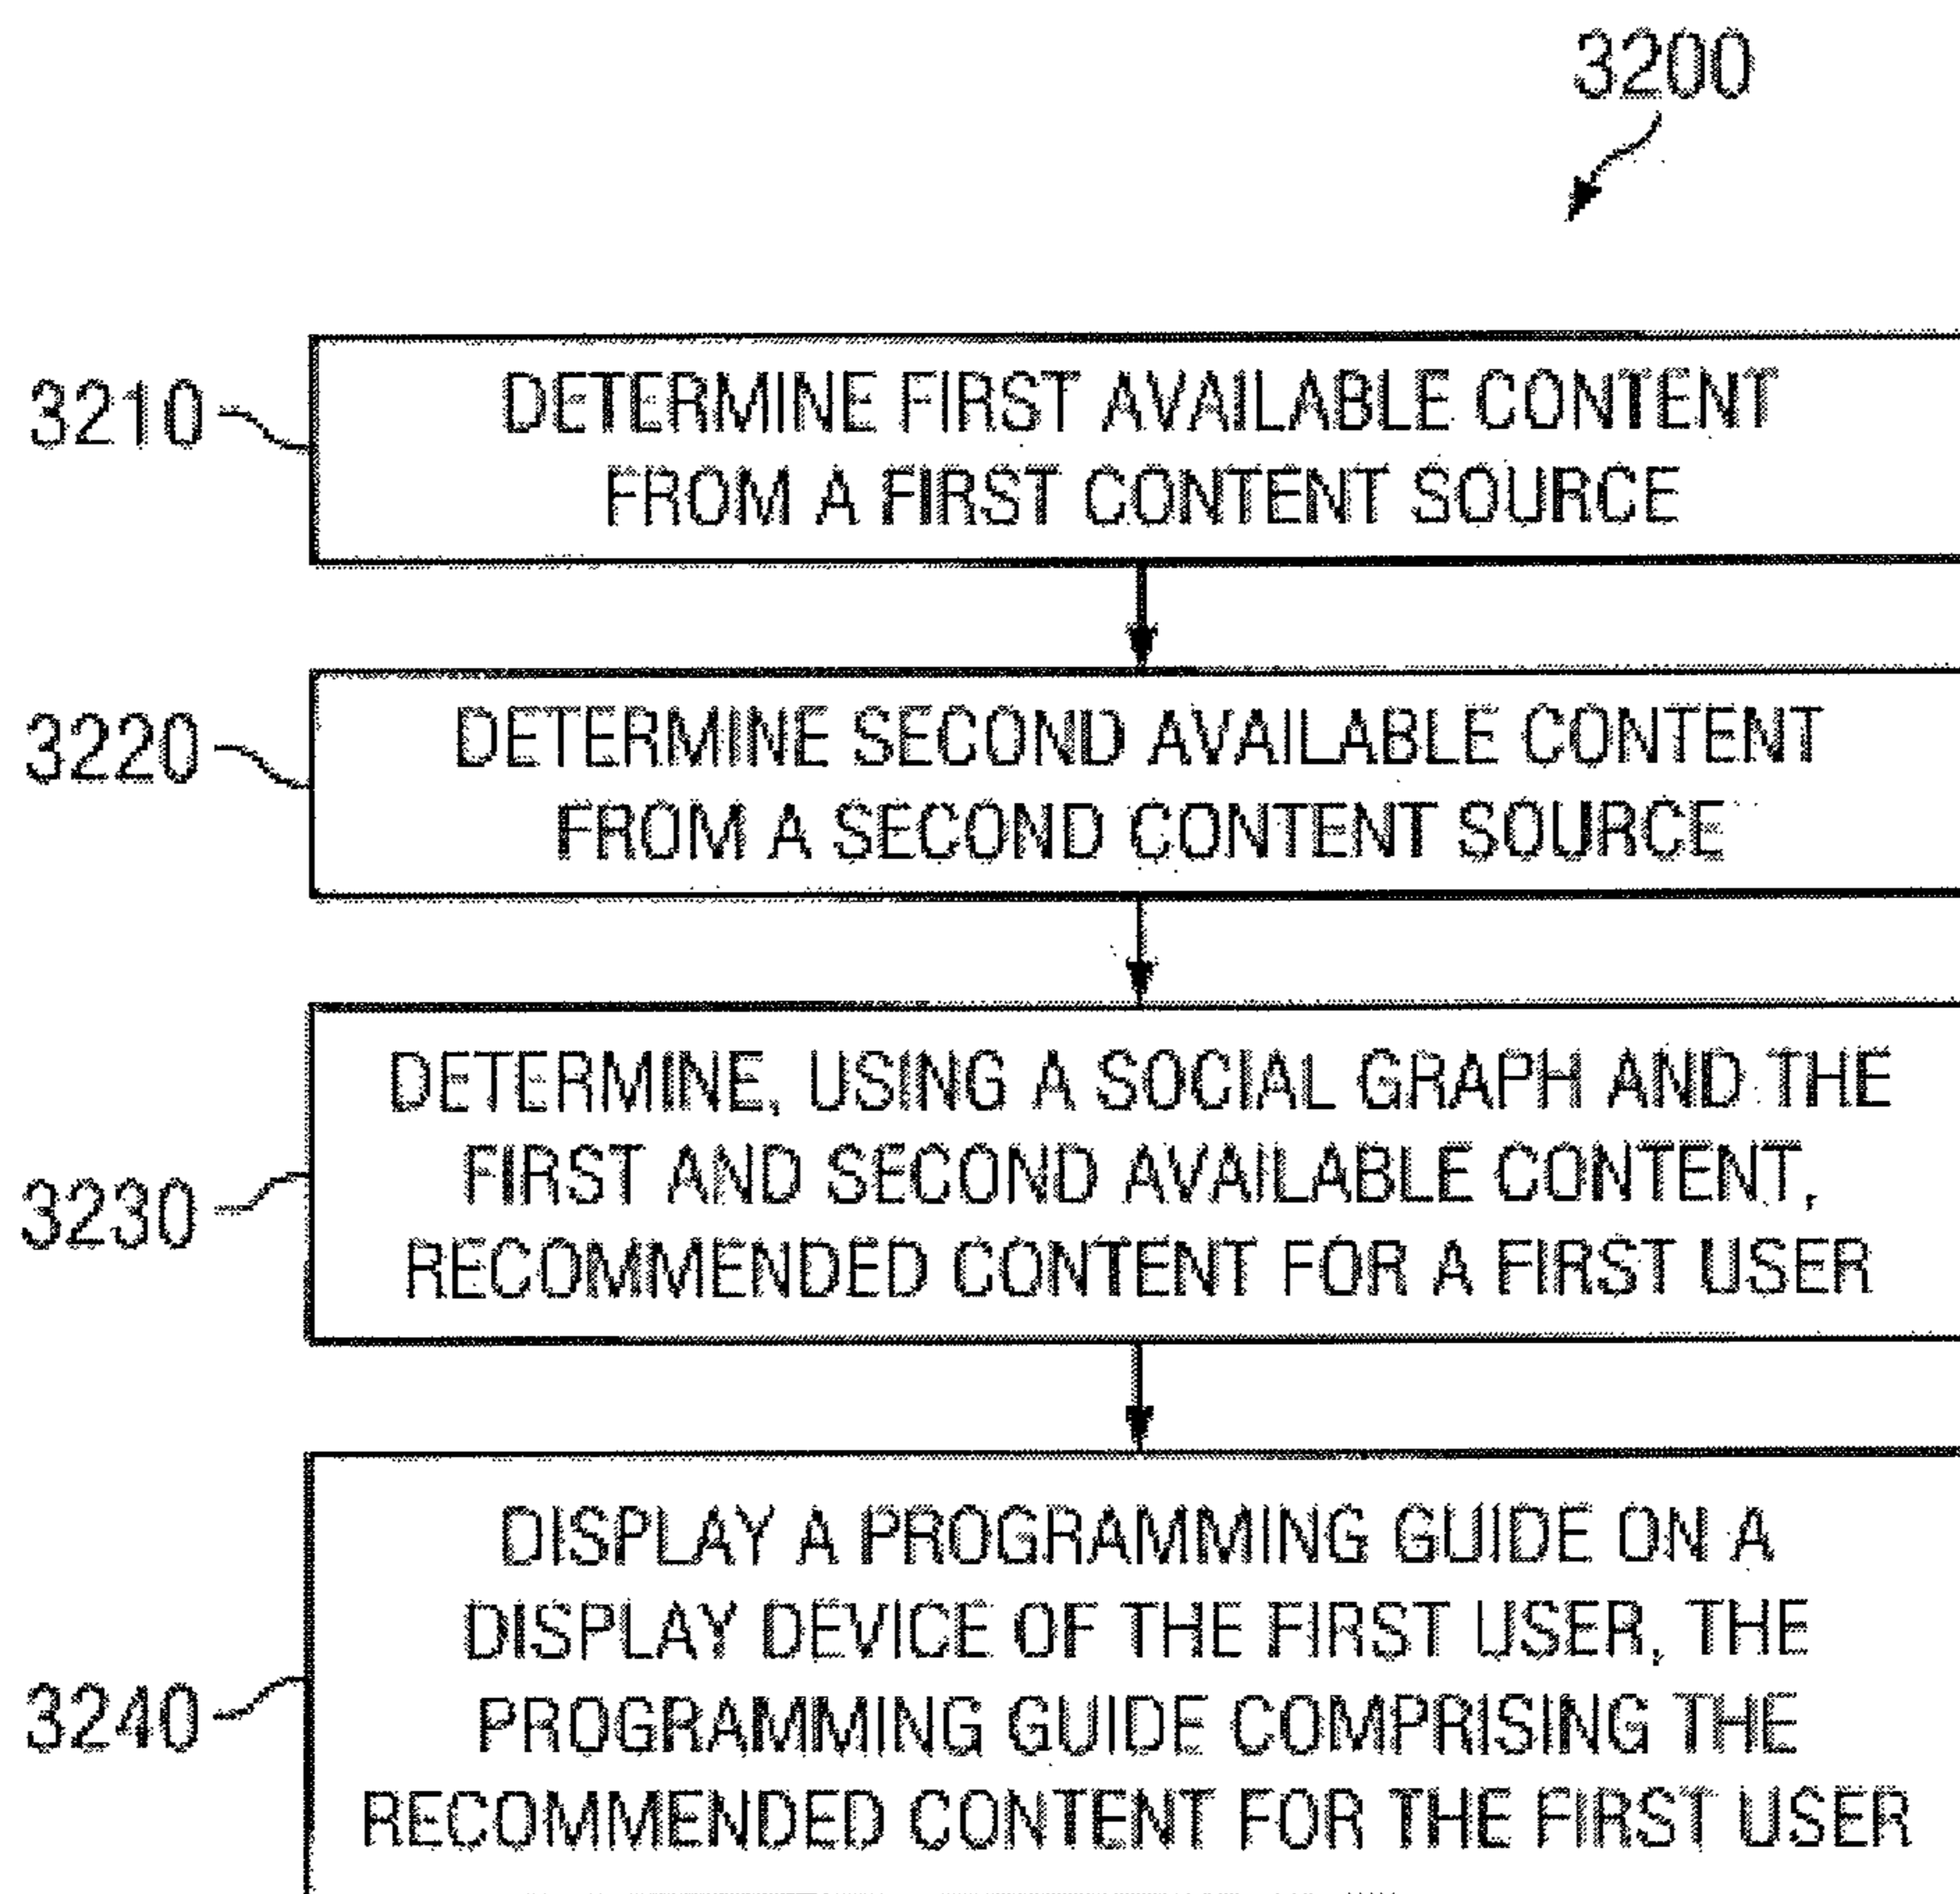 3200
3210
DETERMINE FIRST AVAILABLE CONTENT
FROM A FIRST CONTENT SOURCE
3220
DETERMINE SECOND AVAILABLE CONTENT
FROM A SECOND CONTENT SOURCE
3230
DETERMINE, USING A SOCIAL GRAPH AND THE
FIRST AND SECOND AVAILABLE CONTENT,
RECOMMENDED CONTENT FOR A FIRST USER
3240
DISPLAY A PROGRAMMING GUIDE ON A
DISPLAY DEVICE OF THE FIRST USER, THE
PROGRAMMING GUIDE COMPRISING THE
RECOMMENDED CONTENT FOR THE FIRST USER